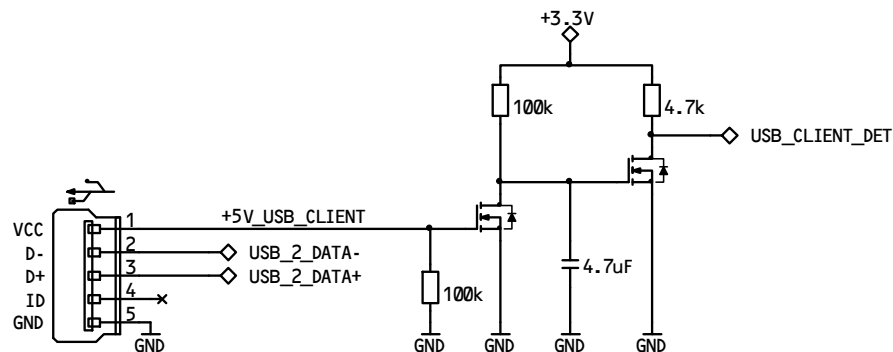 +3.3V
100k
4.7k
USB_CLIENT_DET
+5V_USB_CLIENT
VCC
1
D-
2
USB_2_DATA-
D+
3
USB_2_DATA+
4.7uF
ID
4
100k
GND
5
GND
GND
GND
GND
GND